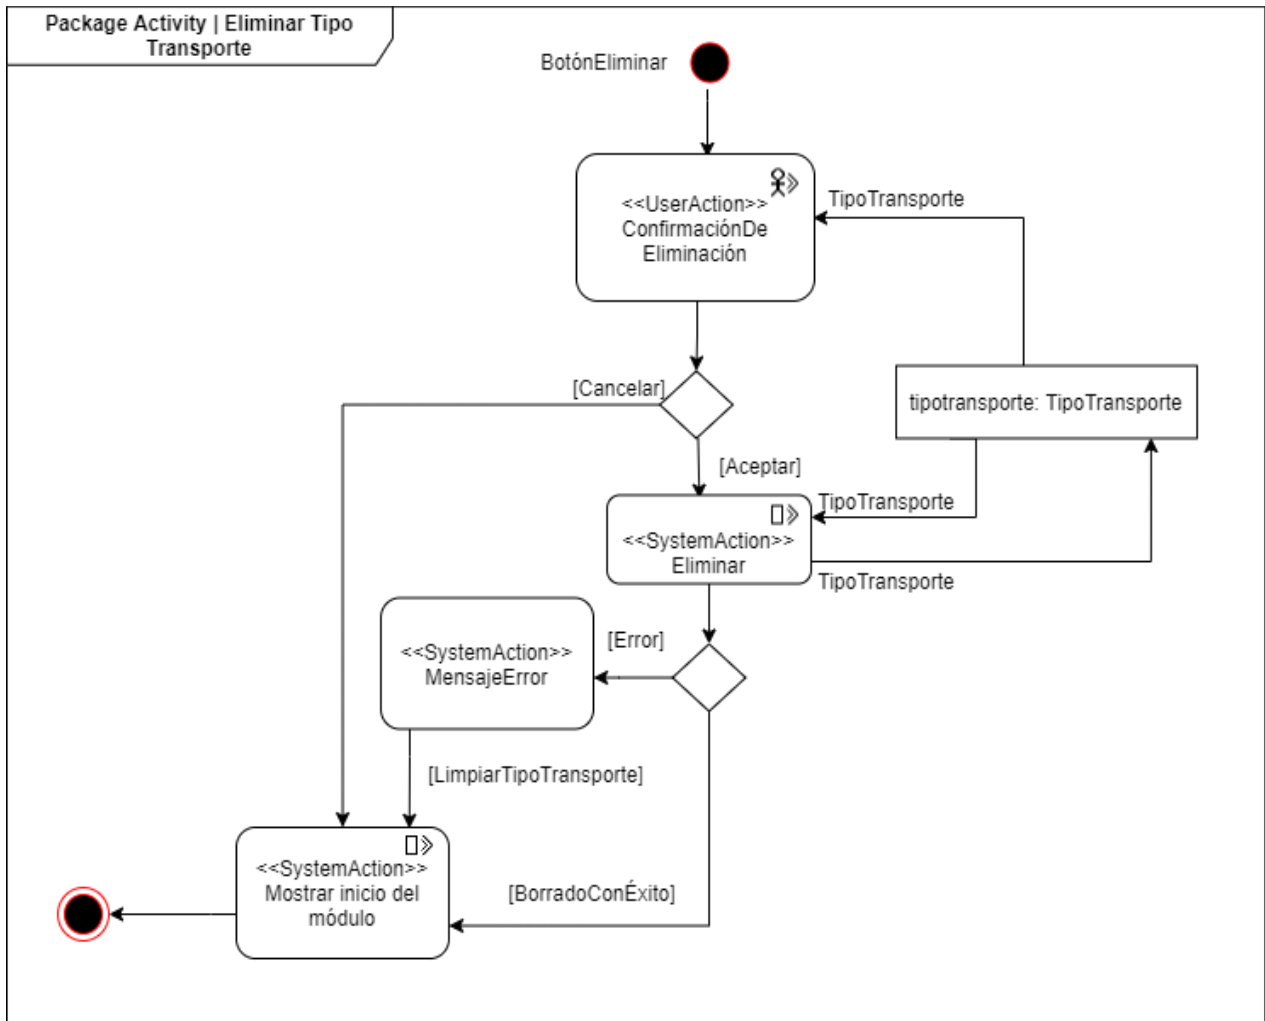 Package Activity | Eliminar Tipo
Transporte
BotónEliminar
<<UserAction>>
ConfirmaciónDe
Eliminación
TipoTransporte
[Cancelar]
tipotransporte: TipoTransporte
[Aceptar]
TipoTransporte
<<SystemAction>>
Eliminar
TipoTransporte
[Error]
<<SystemAction>>
MensajeError
[LimpiarTipoTransporte]
<<SystemAction>>
Mostrar inicio del
módulo
[BorradoConÉxito]